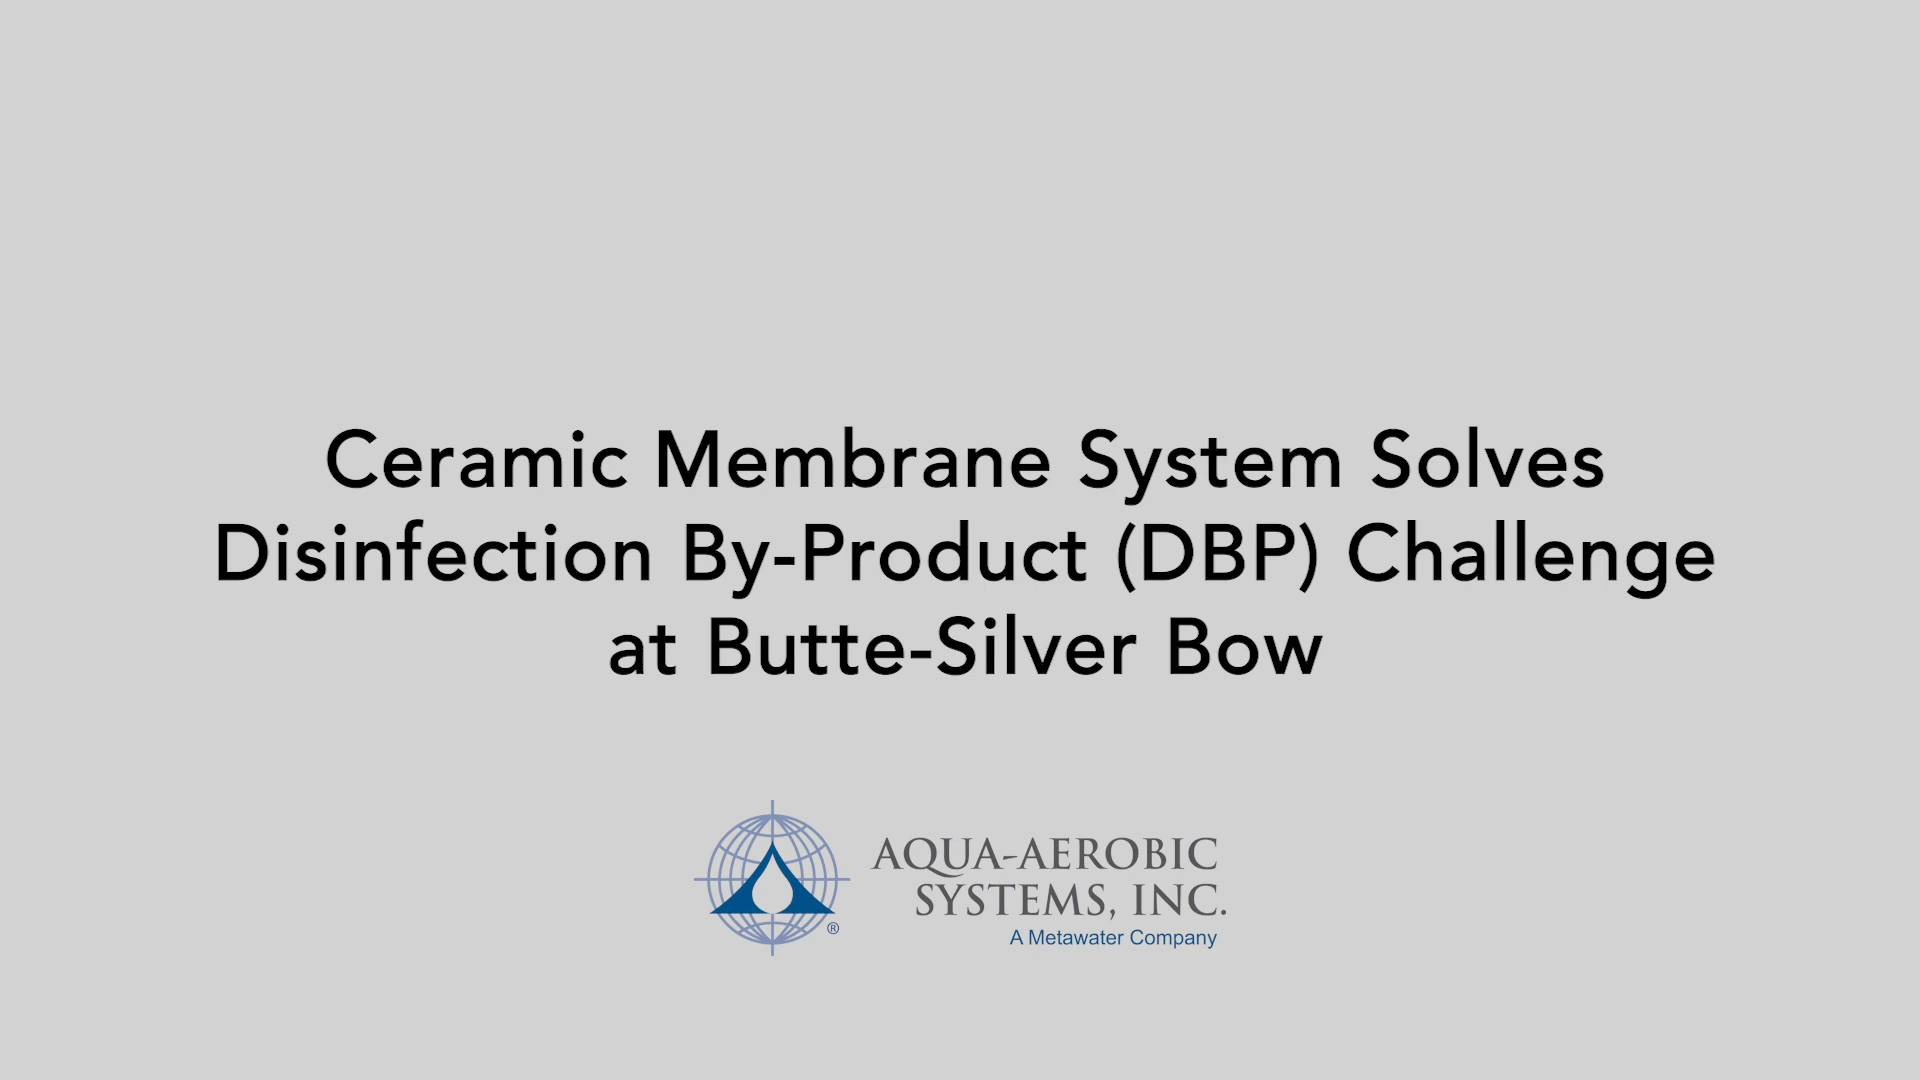 Ceramic Membrane System Solves
Disinfection By-Product (DBP) Challenge
at Butte-Silver Bow
AQUA-AEROBIC
SYSTEMS, INC.
®
A Metawater Company